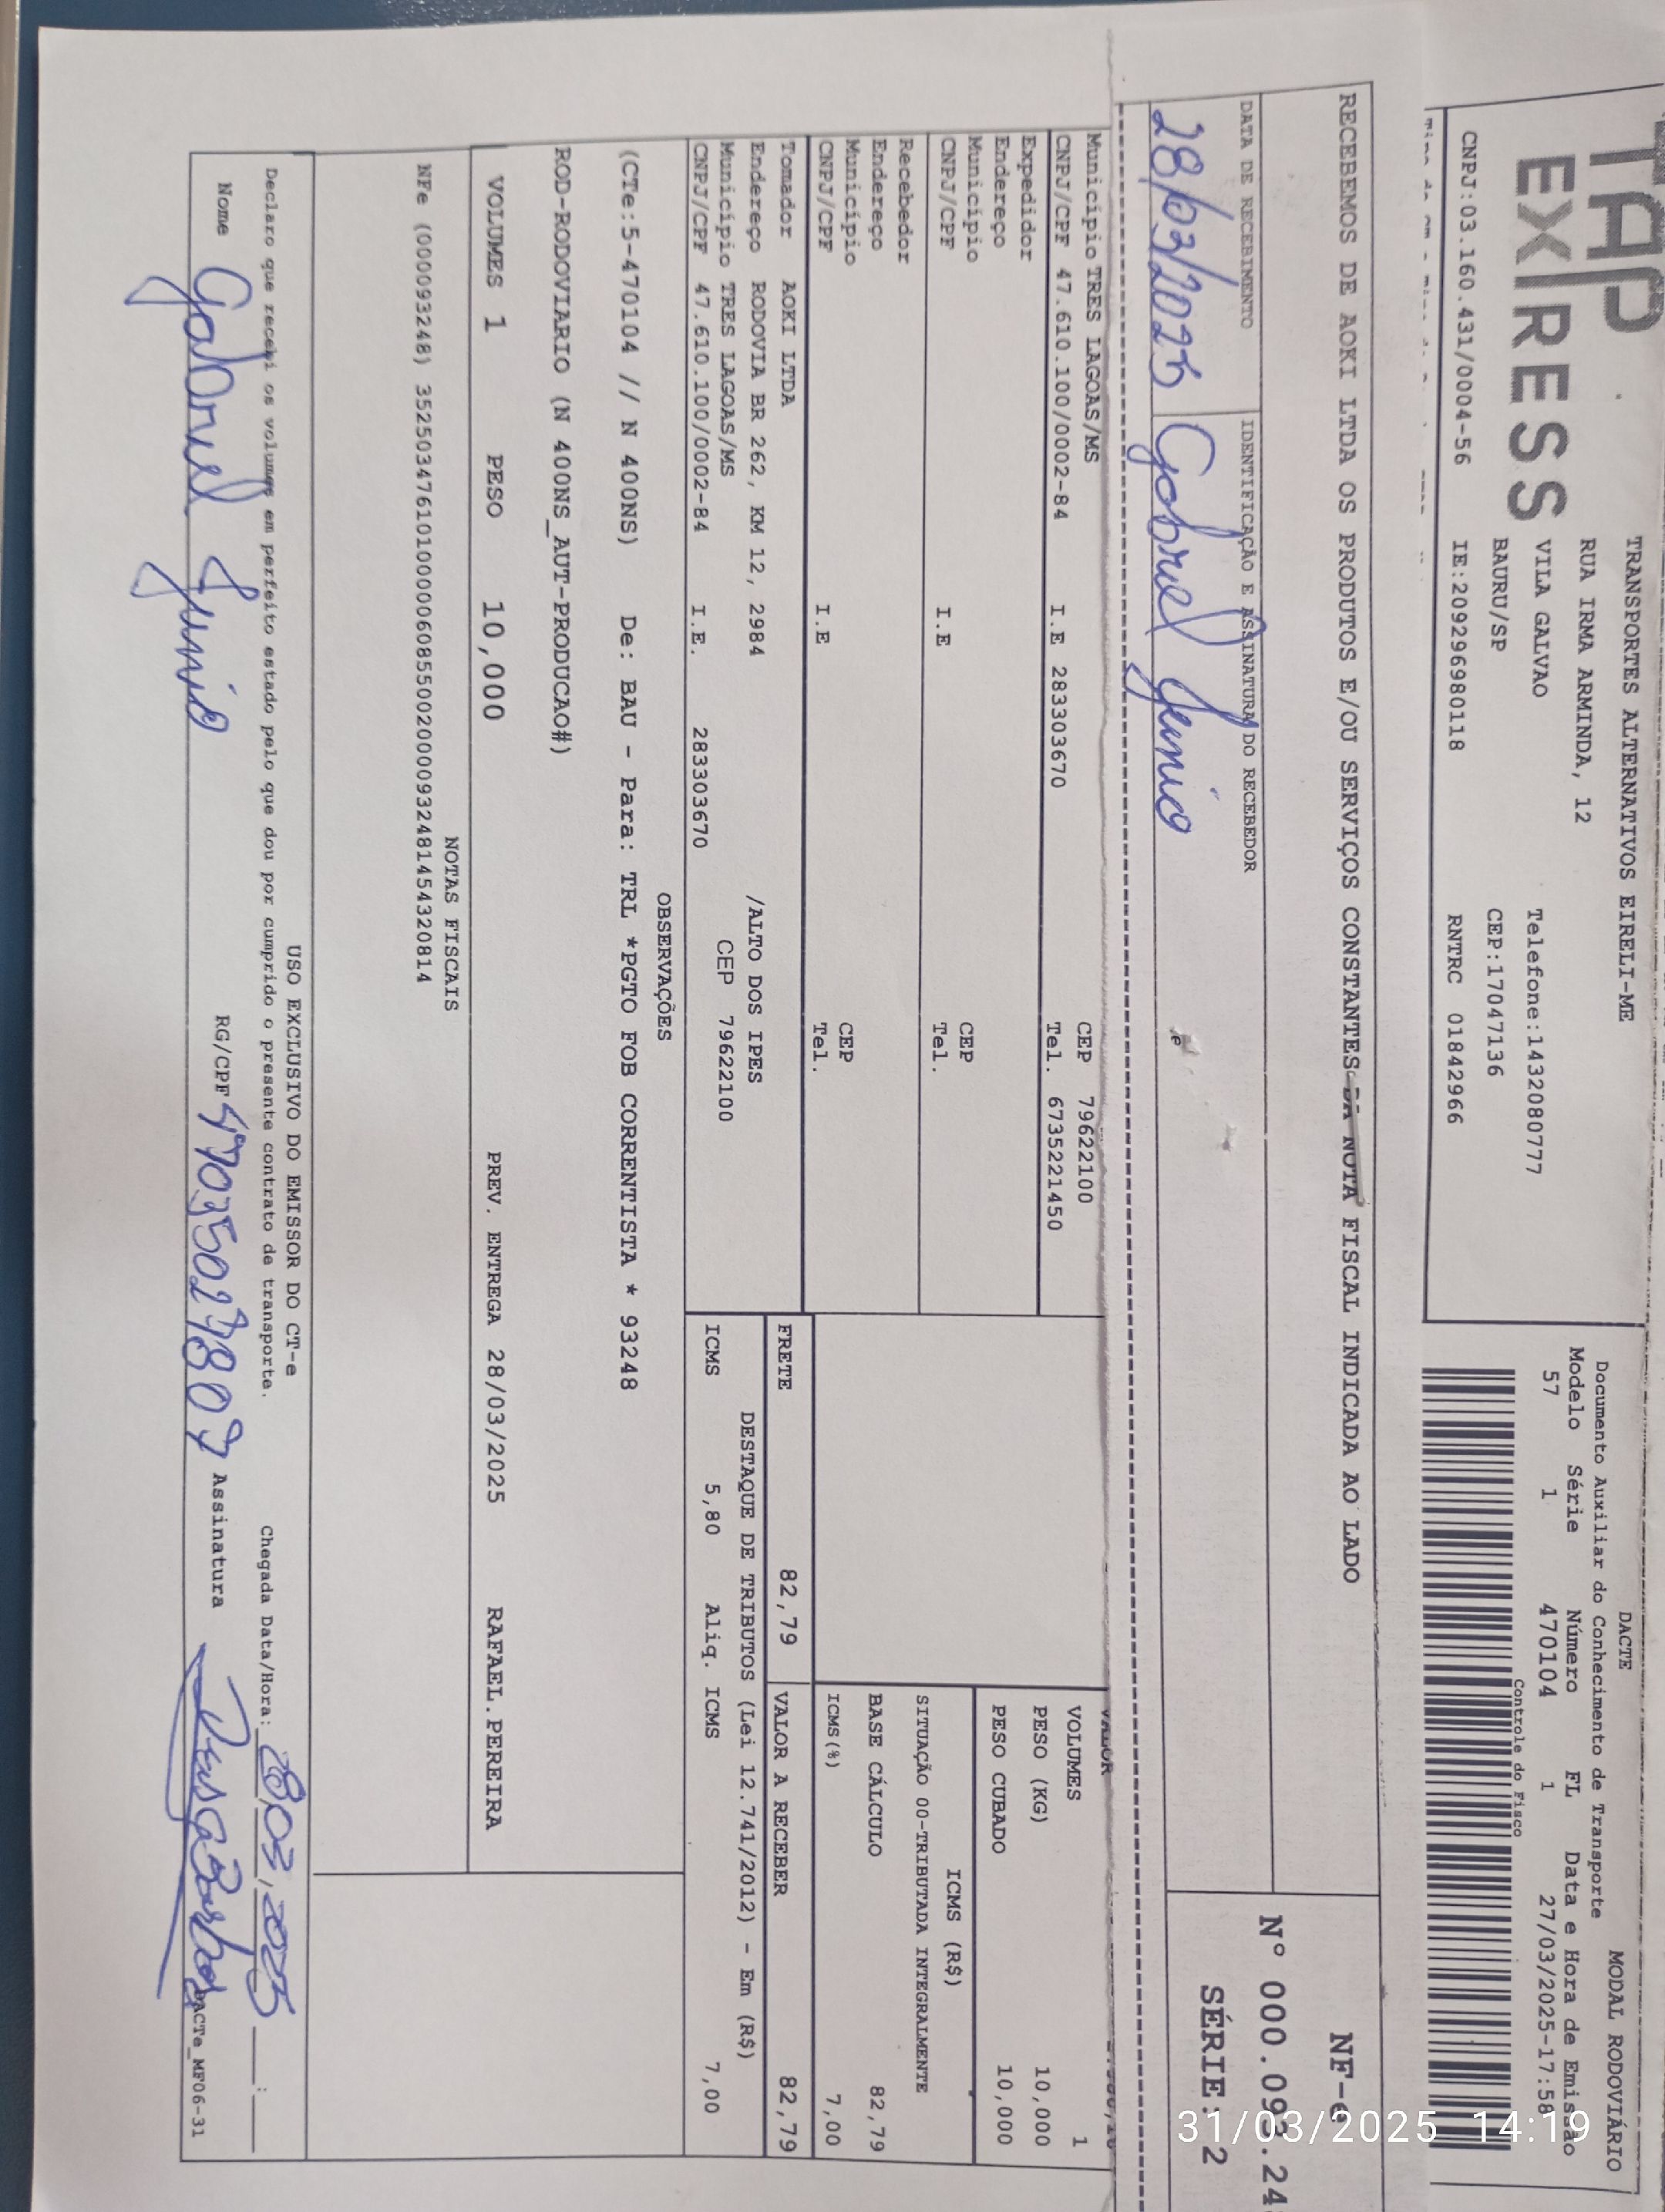 TAP
EXPRESS
TRANSPORTES ALTERNATIVOS EIRELI-ME
RUA IRMA ARMINDA, 12
VILA GALVAO Telefone:1432080777
BAURU/SP CEP:17047136
CNPJ:03.160.431/0004-56 IE:209296980118 RNTRC 01842966
DACTE MODAL RODOVIÁRIO
Documento Auxiliar do Conhecimento de Transporte
Modelo Série Número FL Data e Hora de Emissão
57 1 470104 1 27/03/2025-17:58
Controle do Fisco
RECEBEMOS DE AOKI LTDA OS PRODUTOS E/OU SERVIÇOS CONSTANTES DA NOTA FISCAL INDICADA AO LADO
NF-e
Nº 000.093.24
SÉRIE: 2
DATA DE RECEBIMENTO IDENTIFICAÇÃO E ASSINATURA DO RECEBEDOR
28/03/2025 Gabriel Junio
Município TRES LAGOAS/MS CEP 79622100
CNPJ/CPF 47.610.100/0002-84 I.E 283303670 Tel. 6735221450
Expedidor
Endereço
Município CEP
CNPJ/CPF I.E Tel.
Recebedor
Endereço
Município CEP
CNPJ/CPF I.E Tel.
VALOR
VOLUMES 1
PESO (KG) 10,000
PESO CUBADO 10,000
ICMS (R$)
SITUAÇÃO 00-TRIBUTADA INTEGRALMENTE
BASE CÁLCULO 82,79
ICMS(%) 7,00
Tomador AOKI LTDA
Endereço RODOVIA BR 262, KM 12, 2984 /ALTO DOS IPES
Município TRES LAGOAS/MS CEP 79622100
CNPJ/CPF 47.610.100/0002-84 I.E. 283303670
FRETE 82,79 VALOR A RECEBER 82,79
DESTAQUE DE TRIBUTOS (Lei 12.741/2012) - Em (R$)
ICMS 5,80 Aliq. ICMS 7,00
OBSERVAÇÕES
(CTe:5-470104 // N 400NS) De: BAU - Para: TRL *PGTO FOB CORRENTISTA * 93248
ROD-RODOVIARIO (N 400NS_AUT-PRODUCAO#)
VOLUMES 1 PESO 10,000 PREV. ENTREGA 28/03/2025 RAFAEL.PEREIRA
NOTAS FISCAIS
NFe (000093248) 35250347610100000608550020000932481454320814
USO EXCLUSIVO DO EMISSOR DO CT-e
Declaro que recebi os volumes em perfeito estado pelo que dou por cumprido o presente contrato de transporte. Chegada Data/Hora: 28,03,2025 __:__
Nome Gabriel Junio RG/CPF Assinatura
DACTe_MF06-31
31/03/2025 14:19